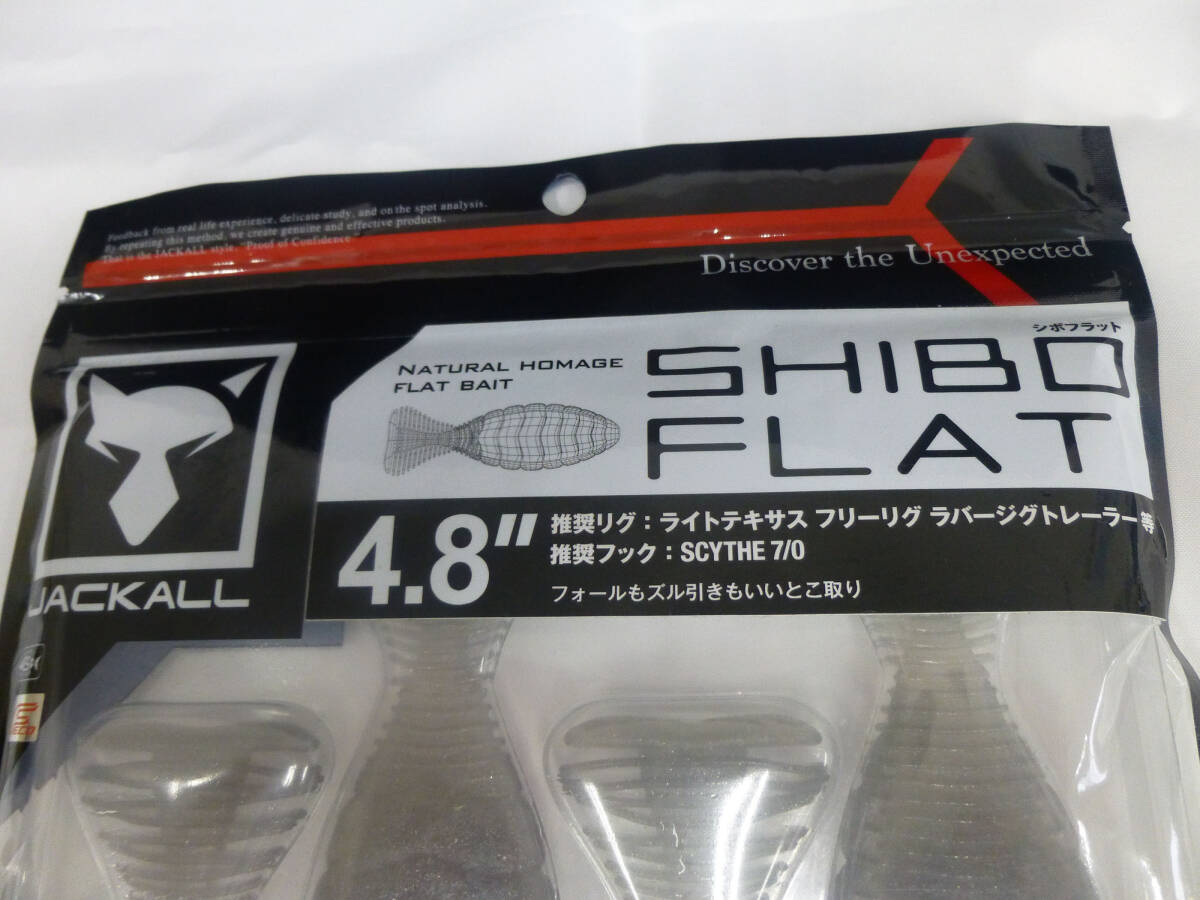 Feedback from real life experience, delicate study, and on the spot analysis.
By repeating this method, we create genuine and effective products.
That is the JACKALL style. "Proof of Confidence"
Discover the Unexpected
シボフラット
NATURAL HOMAGE
FLAT BAIT
SHIBO
FLAT
JACKALL
4.8"
推奨リグ：ライトテキサス フリーリグ ラバージグトレーラー 等
推奨フック：SCYTHE 7/0
フォールもズル引きもいいとこ取り